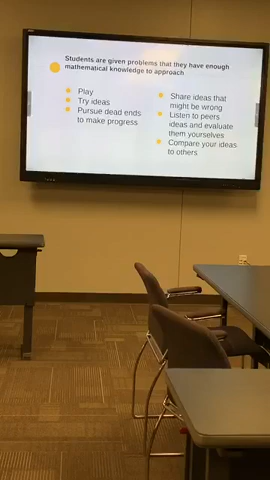 Students are given problems that they have enough
mathematical knowledge to approach
Play
Try ideas
Pursue dead ends
to make progress
Share ideas that
might be wrong
Listen to peers
ideas and evaluate
them yourselves
Compare your ideas
to others